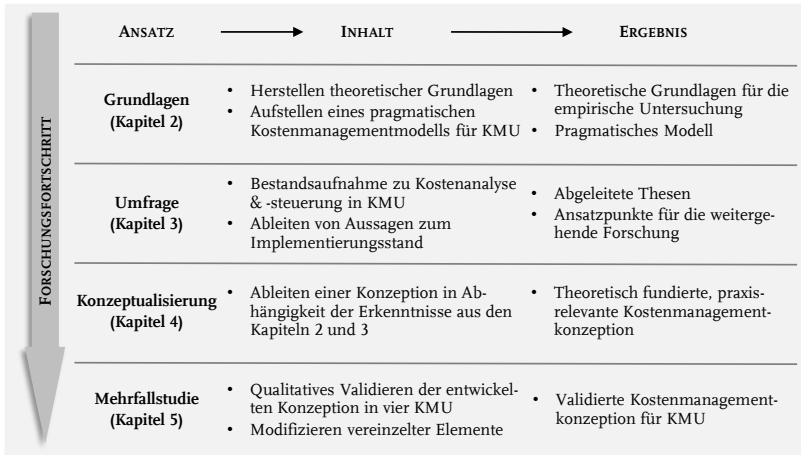 ANSATZ INHALT ERGEBNIS
FORSCHUNGSFORTSCHRITT
Grundlagen
(Kapitel 2)
• Herstellen theoretischer Grundlagen
• Aufstellen eines pragmatischen
Kostenmanagementmodells für KMU
• Theoretische Grundlagen für die
empirische Untersuchung
• Pragmatisches Modell
Umfrage
(Kapitel 3)
• Bestandsaufnahme zu Kostenanalyse
& -steuerung in KMU
• Ableiten von Aussagen zum
Implementierungsstand
• Abgeleitete Thesen
• Ansatzpunkte für die weiterge-
hende Forschung
Konzeptualisierung
(Kapitel 4)
• Ableiten einer Konzeption in Ab-
hängigkeit der Erkenntnisse aus den
Kapiteln 2 und 3
• Theoretisch fundierte, praxis-
relevante Kostenmanagement-
konzeption
Mehrfallstudie
(Kapitel 5)
• Qualitatives Validieren der entwickel-
ten Konzeption in vier KMU
• Modifizieren vereinzelter Elemente
• Validierte Kostenmanagement-
konzeption für KMU